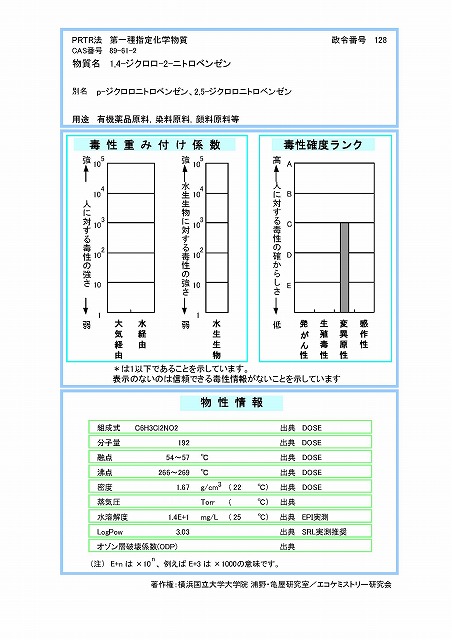 PRTR法 第一種指定化学物質 政令番号 128
CAS番号 89-61-2
物質名 1,4-ジクロロ-2-ニトロベンゼン
別名 p-ジクロロニトロベンゼン、2,5-ジクロロニトロベンゼン
用途 有機薬品原料，染料原料，顔料原料等
毒性重み付け係数
強
人に対する毒性の強さ
弱
10^5
10^4
10^3
10^2
10
1
大気経由
水経由
強
水生生物に対する毒性の強さ
弱
10^5
10^4
10^3
10^2
10
1
水生生物
毒性確度ランク
高
人に対する毒性の確からしさ
低
A
B
C
D
E
発がん性
生殖毒性
変異原性
感作性
＊は1以下であることを示しています。
表示のないのは信頼できる毒性情報がないことを示しています
物性情報
組成式 C6H3Cl2NO2 出典 DOSE
分子量 192 出典 DOSE
融点 54～57 ℃ 出典 DOSE
沸点 266～269 ℃ 出典 DOSE
密度 1.67 g/cm^3 ( 22 ℃) 出典 DOSE
蒸気圧 Torr ( ℃) 出典
水溶解度 1.4E+1 mg/L ( 25 ℃) 出典 EPI実測
LogPow 3.03 出典 SRL実測推奨
オゾン層破壊係数(ODP) 出典
(注) E+n は ×10^n、例えば E+3 は ×1000の意味です。
著作権：横浜国立大学大学院 浦野・亀屋研究室／エコケミストリー研究会